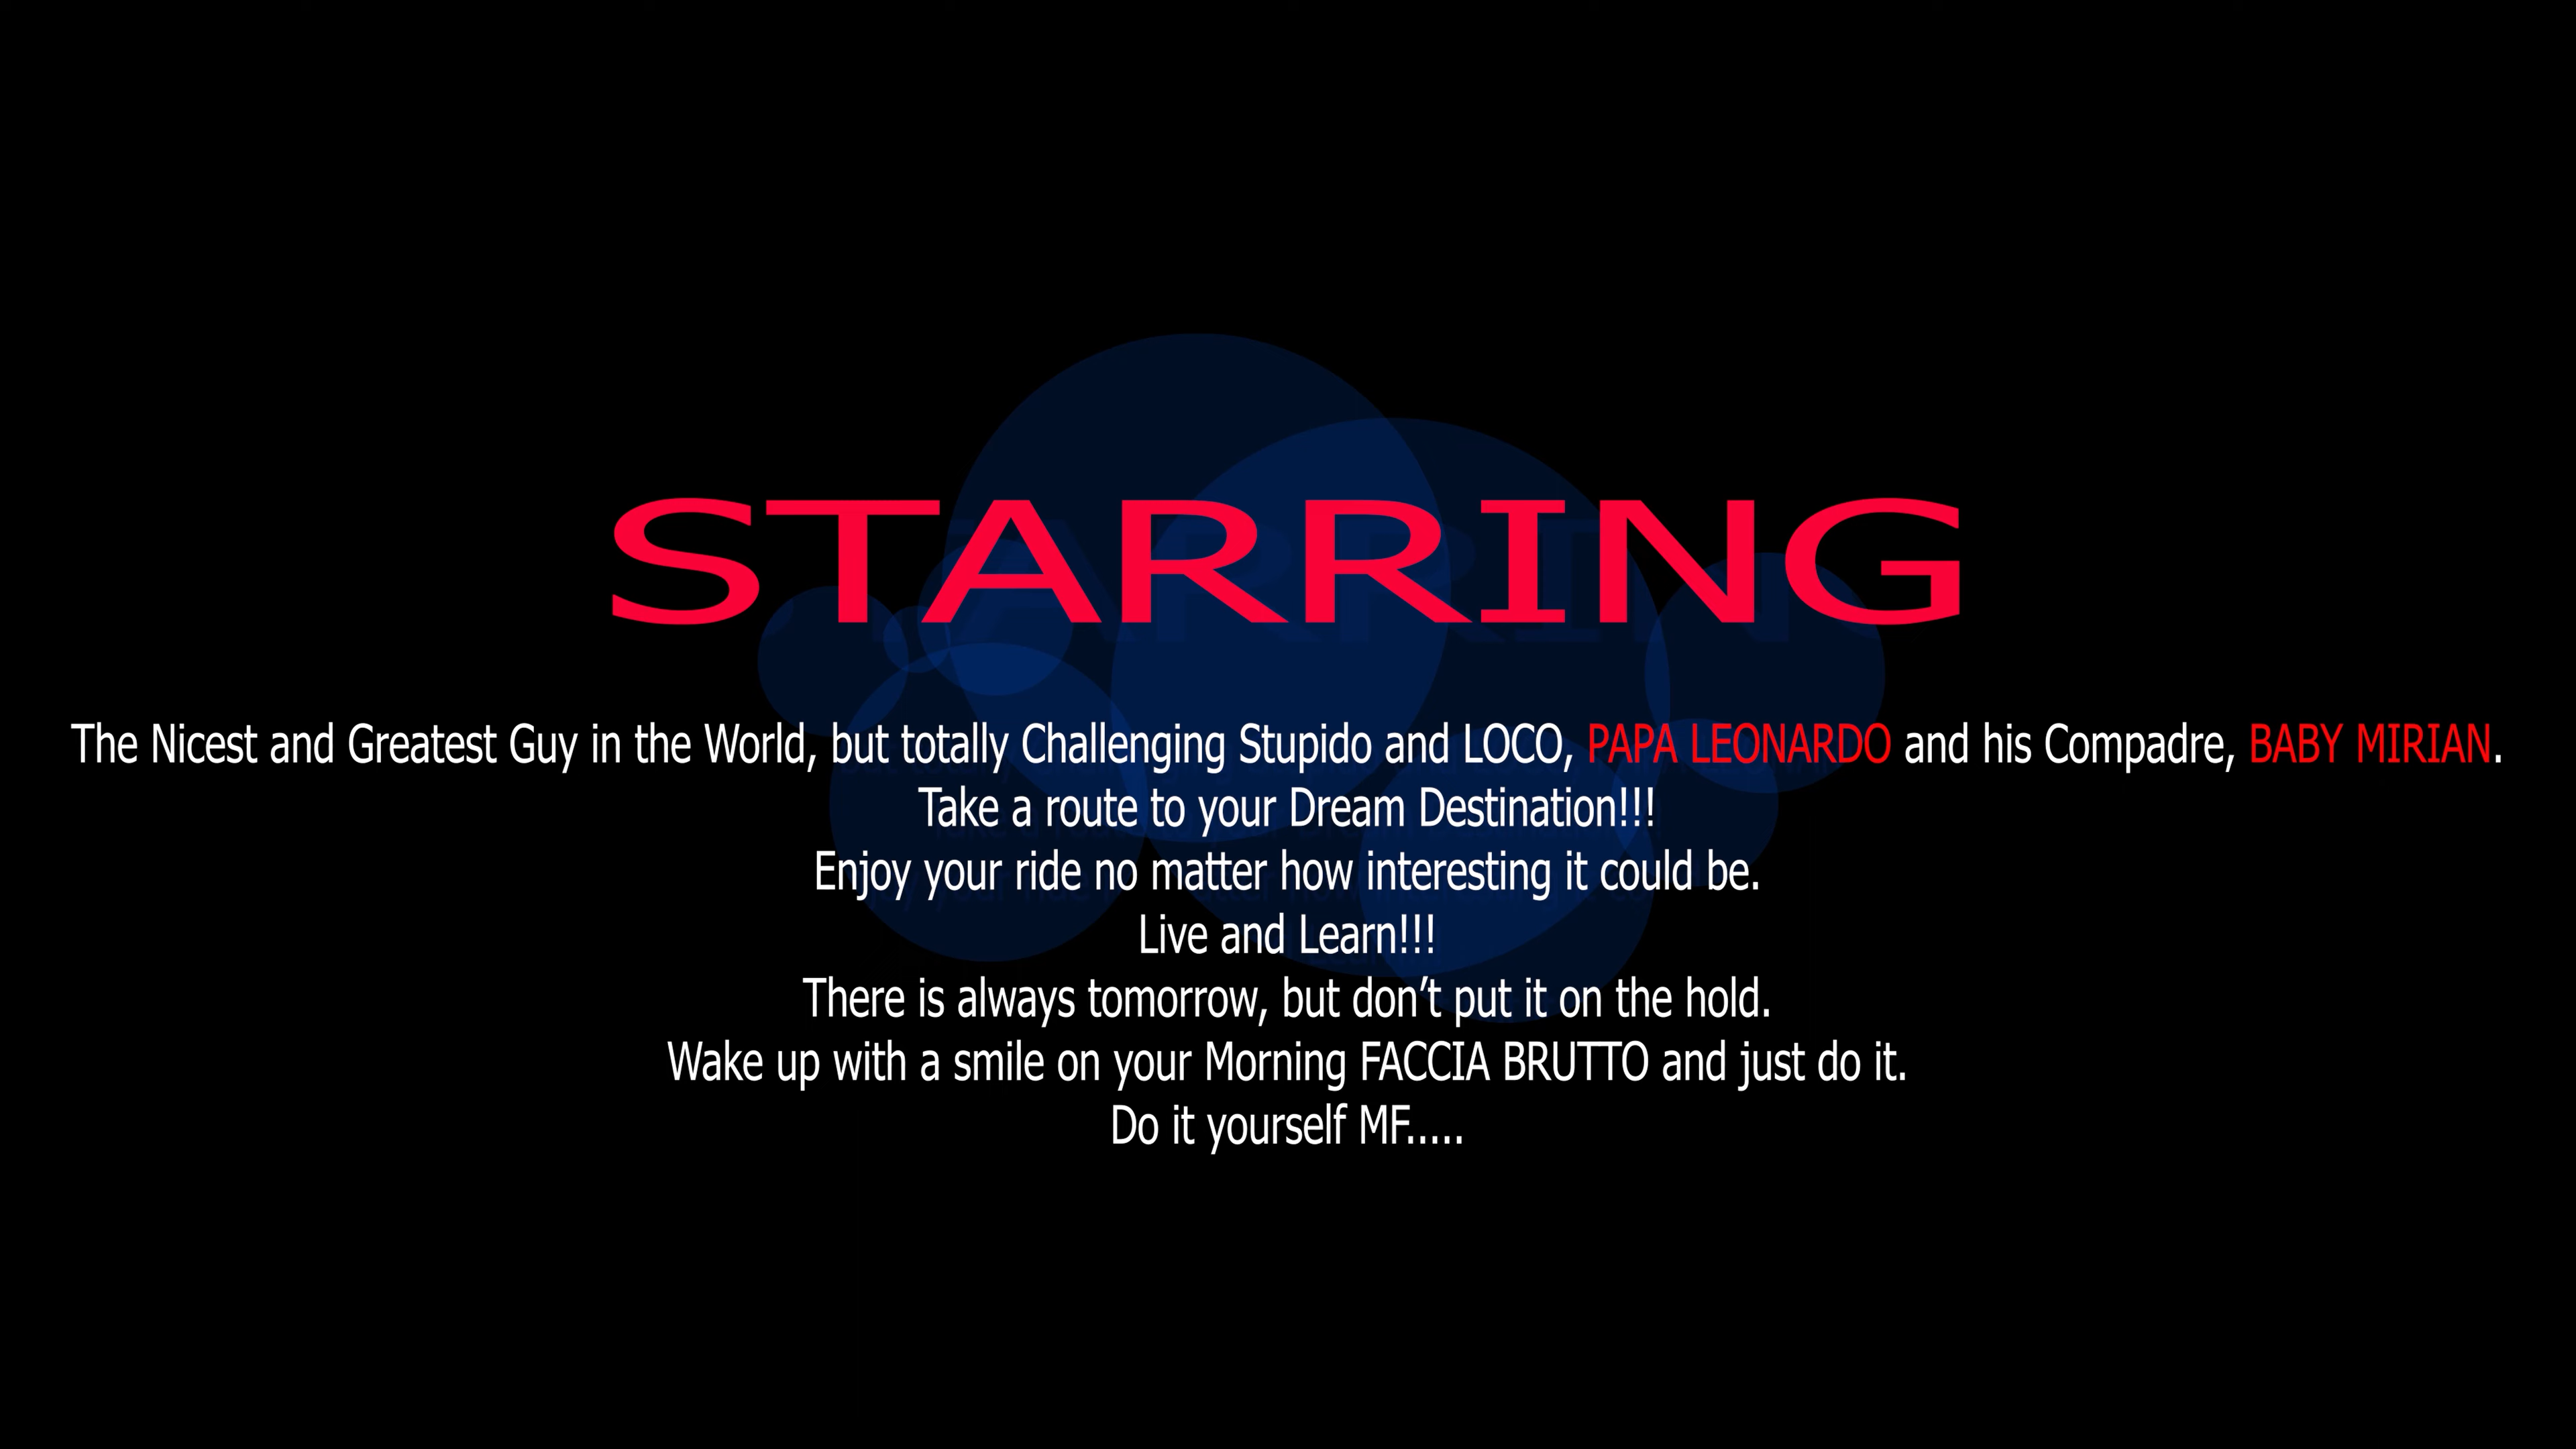 STARRING
The Nicest and Greatest Guy in the World, but totally Challenging Stupido and LOCO, PAPA LEONARDO and his Compadre, BABY MIRIAN.
Take a route to your Dream Destination!!!
Enjoy your ride no matter how interesting it could be.
Live and Learn!!!
There is always tomorrow, but don’t put it on the hold.
Wake up with a smile on your Morning FACCIA BRUTTO and just do it.
Do it yourself MF.....